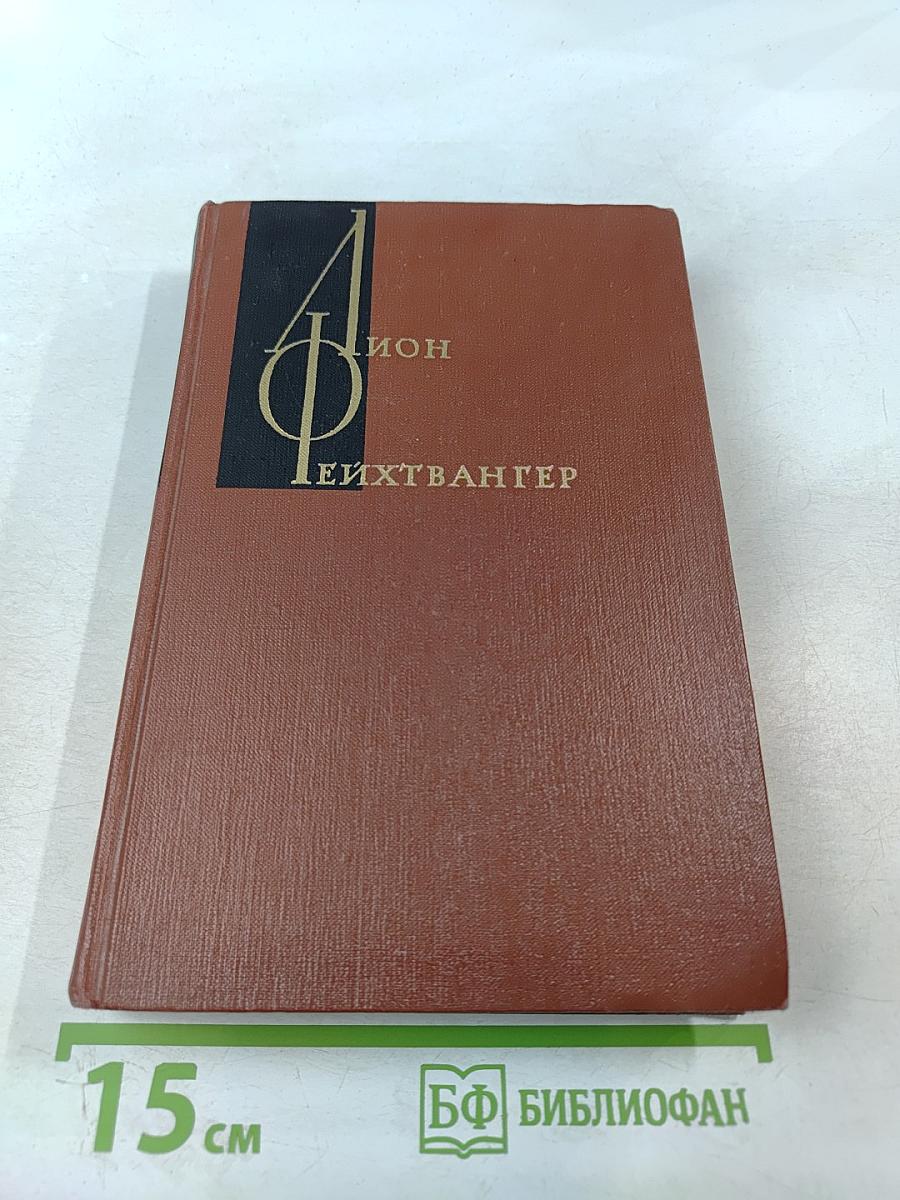 Лион
Фейхтвангер
15 см
БФ БИБЛИОФАН